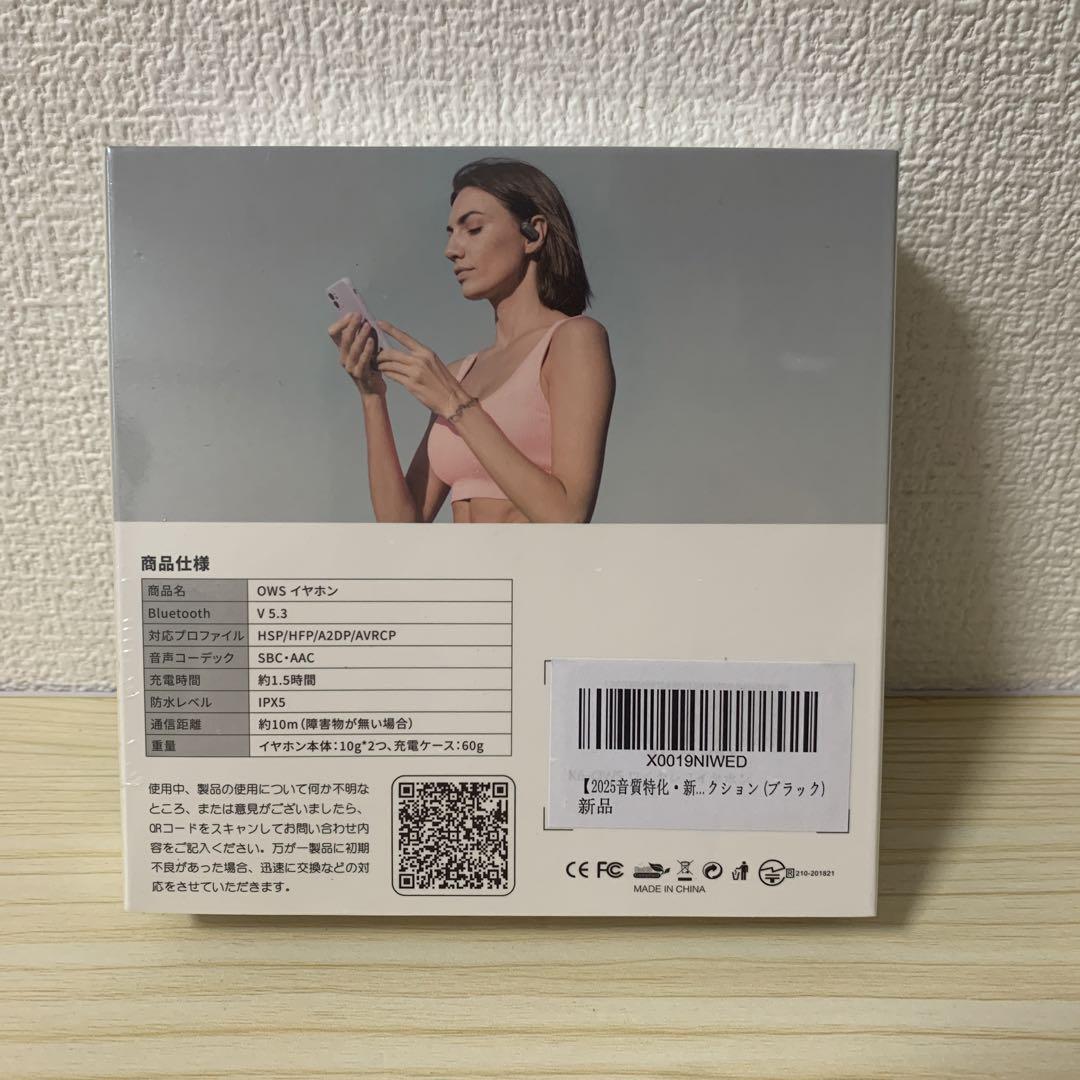 商品仕様
商品名 OWS イヤホン
Bluetooth V 5.3
対応プロファイル HSP/HFP/A2DP/AVRCP
音声コーデック SBC・AAC
充電時間 約1.5時間
防水レベル IPX5
通信距離 約10m(障害物が無い場合)
重量 イヤホン本体:10g*2つ、充電ケース:60g
使用中、製品の使用について何か不明な
ところ、または意見がございましたら、
QRコードをスキャンしてお問い合わせ内
容をご記入ください。万が一製品に初期
不良があった場合、迅速に交換などの対
応をさせていただきます。
X0019NIWED
【2025音質特化・新...クション (ブラック)
新品
CE FC
R 210-201821
MADE IN CHINA